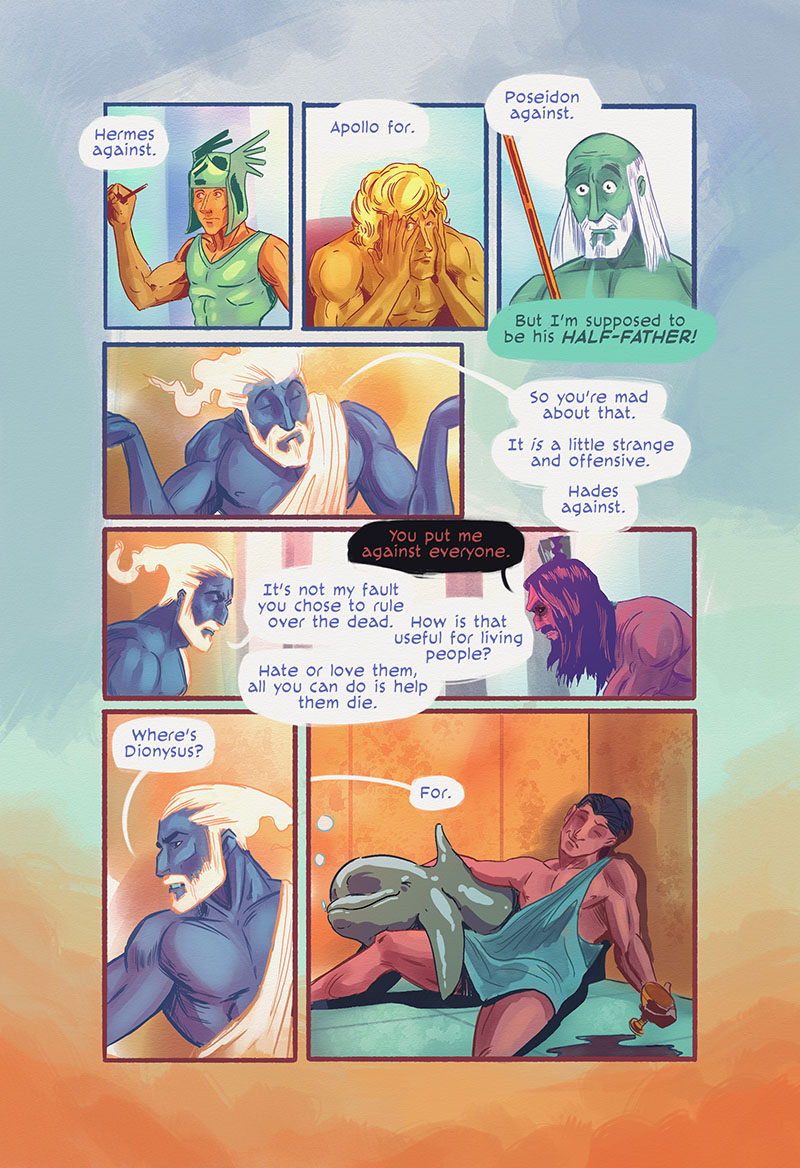 Hermes
against.
Apollo for.
Poseidon
against.
But I'm supposed to
be his HALF-FATHER!
So you're mad
about that.
It is a little strange
and offensive.
Hades
against.
You put me
against everyone.
It's not my fault
you chose to rule
over the dead.
How is that
useful for living
people?
Hate or love them,
all you can do is help
them die.
Where's
Dionysus?
For.